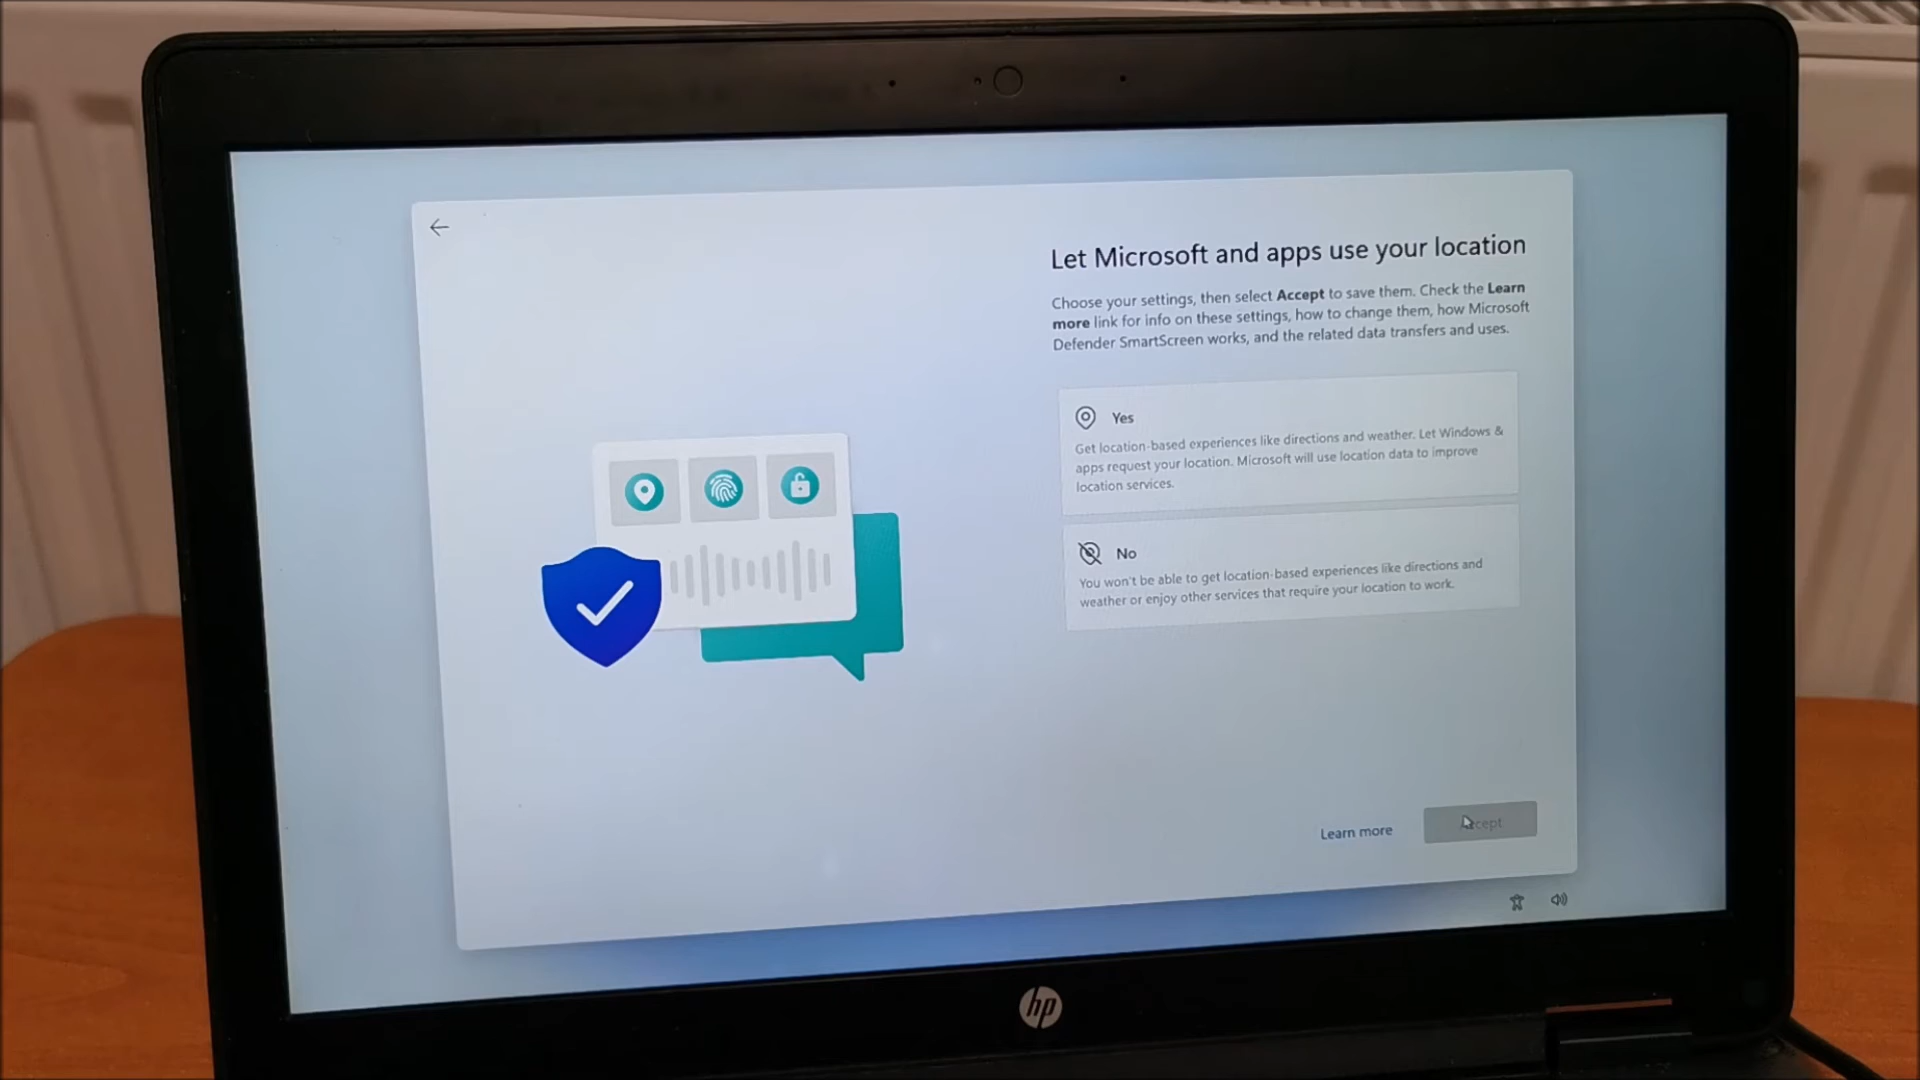 Let Microsoft and apps use your location
Choose your settings, then select Accept to save them. Check the Learn
more link for info on these settings, how to change them, how Microsoft
Defender SmartScreen works, and the related data transfers and uses.
Yes
Get location-based experiences like directions and weather. Let Windows &
apps request your location. Microsoft will use location data to improve
location services.
No
You won't be able to get location-based experiences like directions and
weather or enjoy other services that require your location to work.
Learn more
Accept
hp